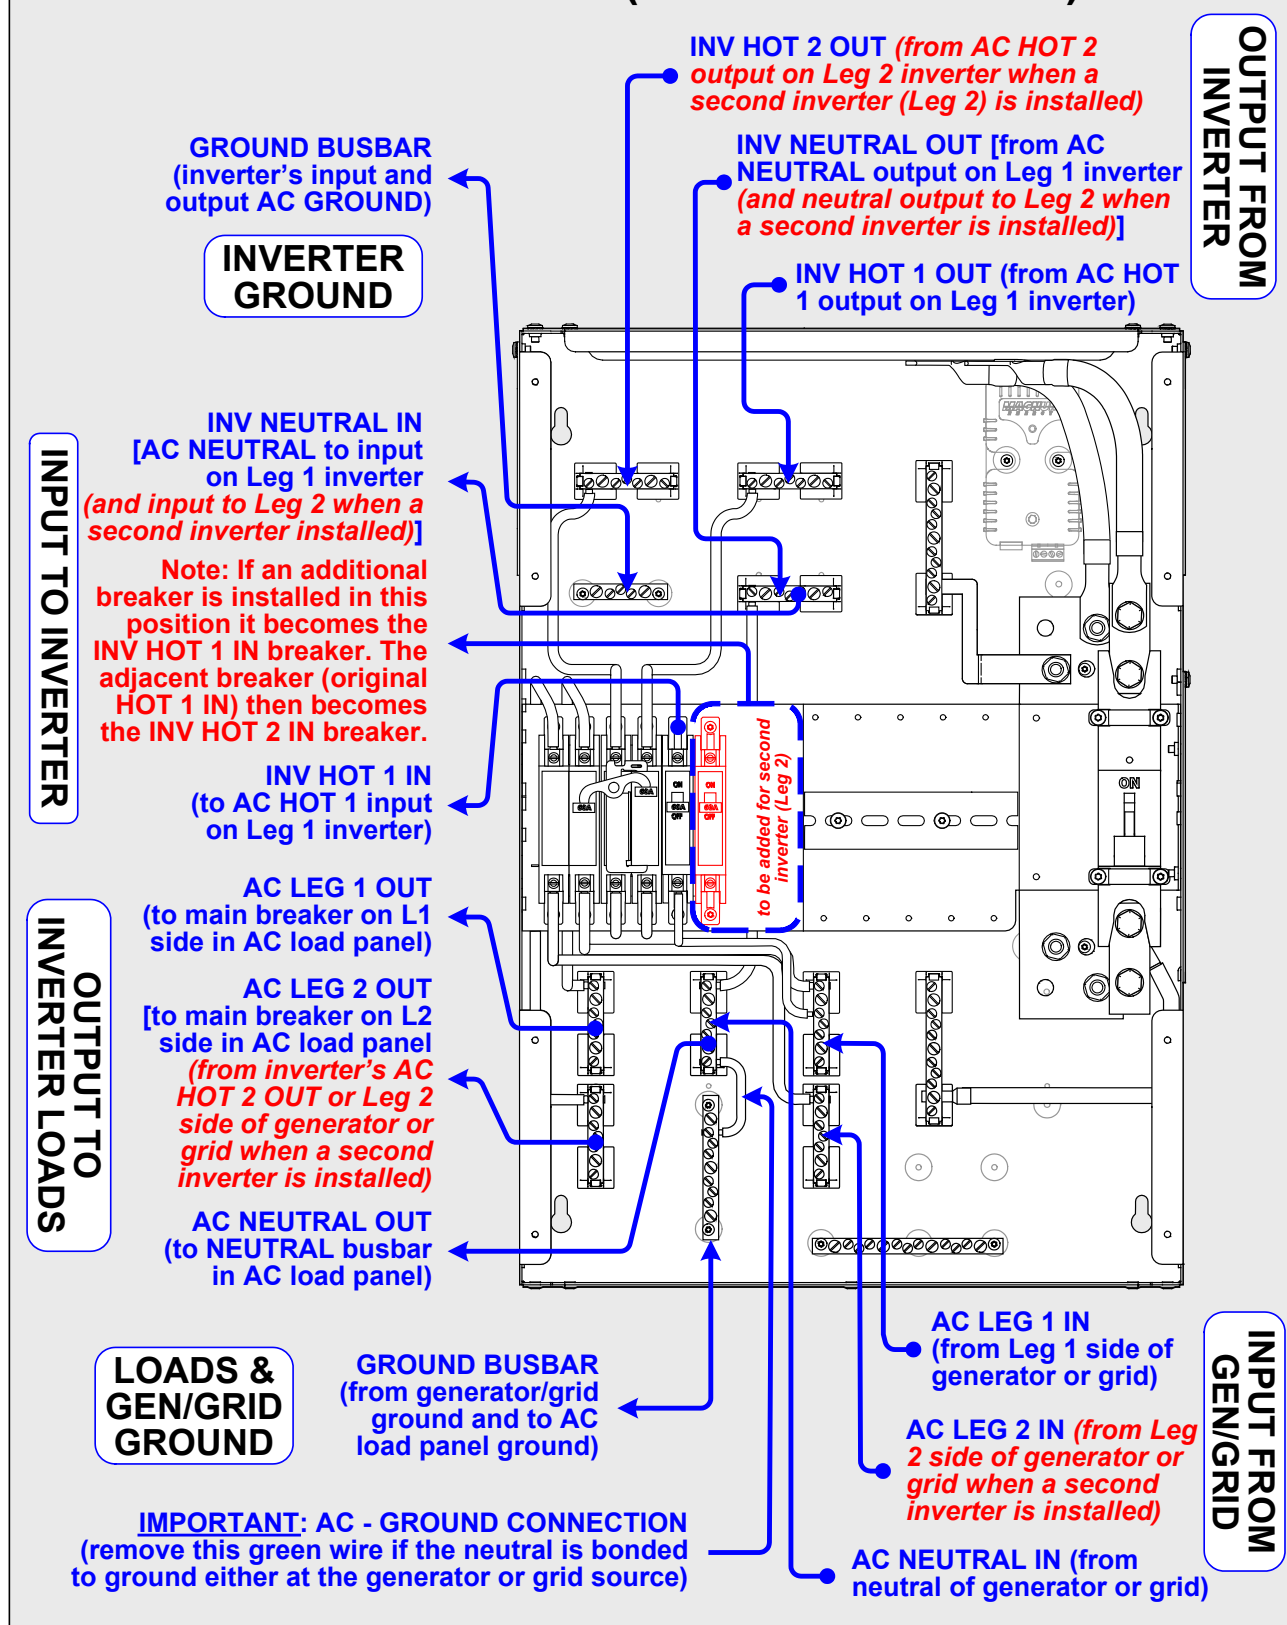 INV HOT 2 OUT (from AC HOT 2
output on Leg 2 inverter when a
second inverter (Leg 2) is installed)
OUTPUT FROM
INVERTER
GROUND BUSBAR
(inverter's input and
output AC GROUND)
INV NEUTRAL OUT [from AC
NEUTRAL output on Leg 1 inverter
(and neutral output to Leg 2 when
a second inverter is installed)]
INVERTER
GROUND
INV HOT 1 OUT (from AC HOT
1 output on Leg 1 inverter)
INPUT TO INVERTER
INV NEUTRAL IN
[AC NEUTRAL to input
on Leg 1 inverter
(and input to Leg 2 when a
second inverter installed)]
Note: If an additional
breaker is installed in this
position it becomes the
INV HOT 1 IN breaker. The
adjacent breaker (original
HOT 1 IN) then becomes
the INV HOT 2 IN breaker.
INV HOT 1 IN
(to AC HOT 1 input
on Leg 1 inverter)
MAGNUM
60A
60A
ON
60A
OFF
ON
60A
OFF
to be added for second
inverter (Leg 2)
ON
OUTPUT TO
INVERTER LOADS
AC LEG 1 OUT
(to main breaker on L1
side in AC load panel)
AC LEG 2 OUT
[to main breaker on L2
side in AC load panel
(from inverter's AC
HOT 2 OUT or Leg 2
side of generator or
grid when a second
inverter is installed)
AC NEUTRAL OUT
(to NEUTRAL busbar
in AC load panel)
LOADS &
GEN/GRID
GROUND
GROUND BUSBAR
(from generator/grid
ground and to AC
load panel ground)
AC LEG 1 IN
(from Leg 1 side of
generator or grid)
INPUT FROM
GEN/GRID
AC LEG 2 IN (from Leg
2 side of generator or
grid when a second
inverter is installed)
IMPORTANT: AC - GROUND CONNECTION
(remove this green wire if the neutral is bonded
to ground either at the generator or grid source)
AC NEUTRAL IN (from
neutral of generator or grid)